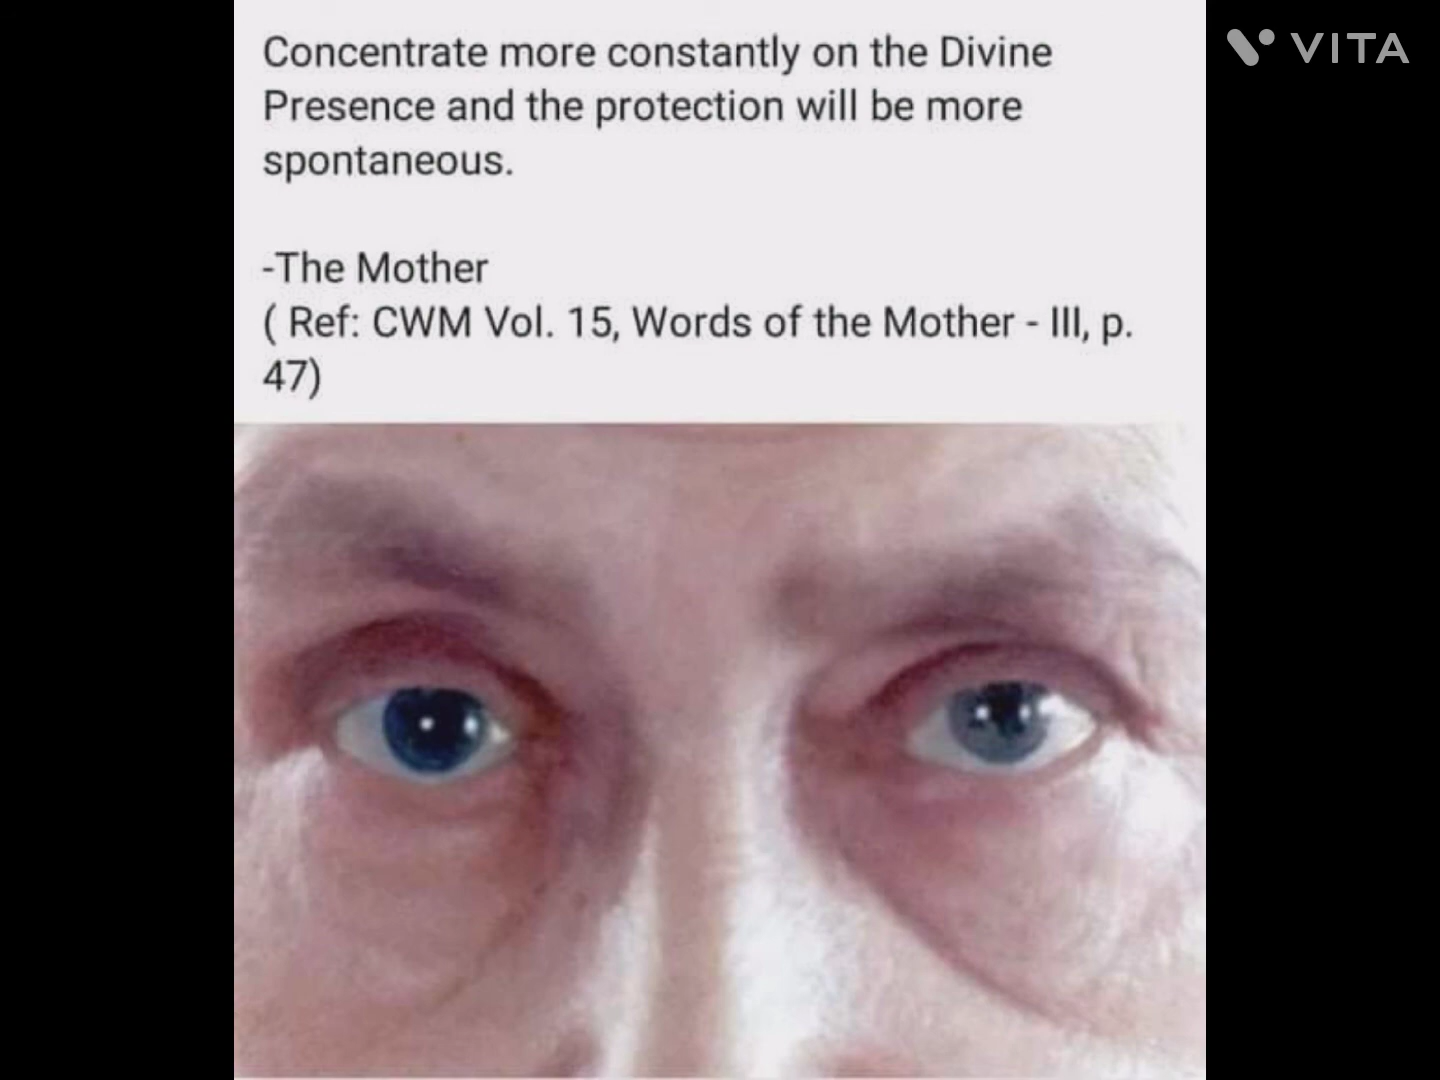 Concentrate more constantly on the Divine
Presence and the protection will be more
spontaneous.
-The Mother
( Ref: CWM Vol. 15, Words of the Mother - III, p.
47)
VITA